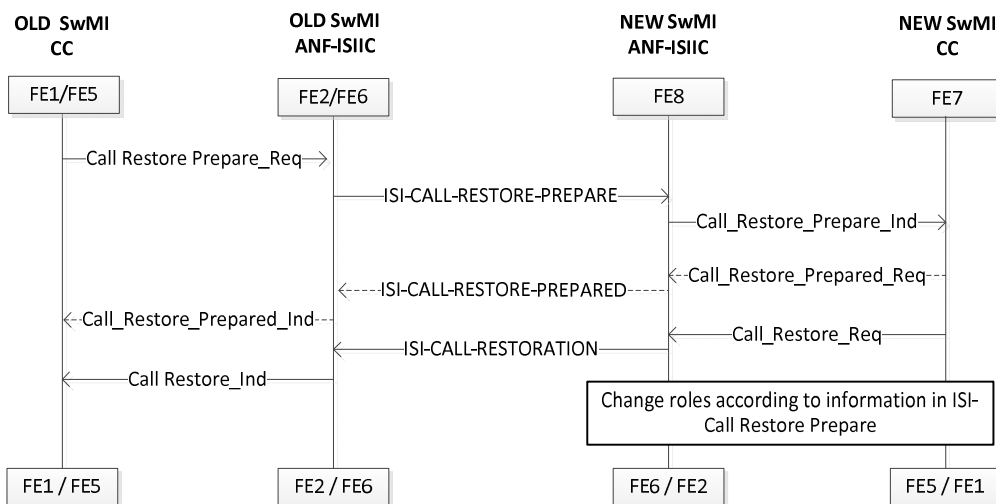 OLD SwMI
CC
OLD SwMI
ANF-ISIIC
NEW SwMI
ANF-ISIIC
NEW SwMI
CC
FE1/FE5
FE2/FE6
FE8
FE7
Call Restore Prepare_Req
ISI-CALL-RESTORE-PREPARE
Call_Restore_Prepare_Ind
Call_Restore_Prepared_Req
ISI-CALL-RESTORE-PREPARED
Call_Restore_Prepared_Ind
Call_Restore_Req
ISI-CALL-RESTORATION
Call Restore_Ind
Change roles according to information in ISI-
Call Restore Prepare
FE1 / FE5
FE2 / FE6
FE6 / FE2
FE5 / FE1